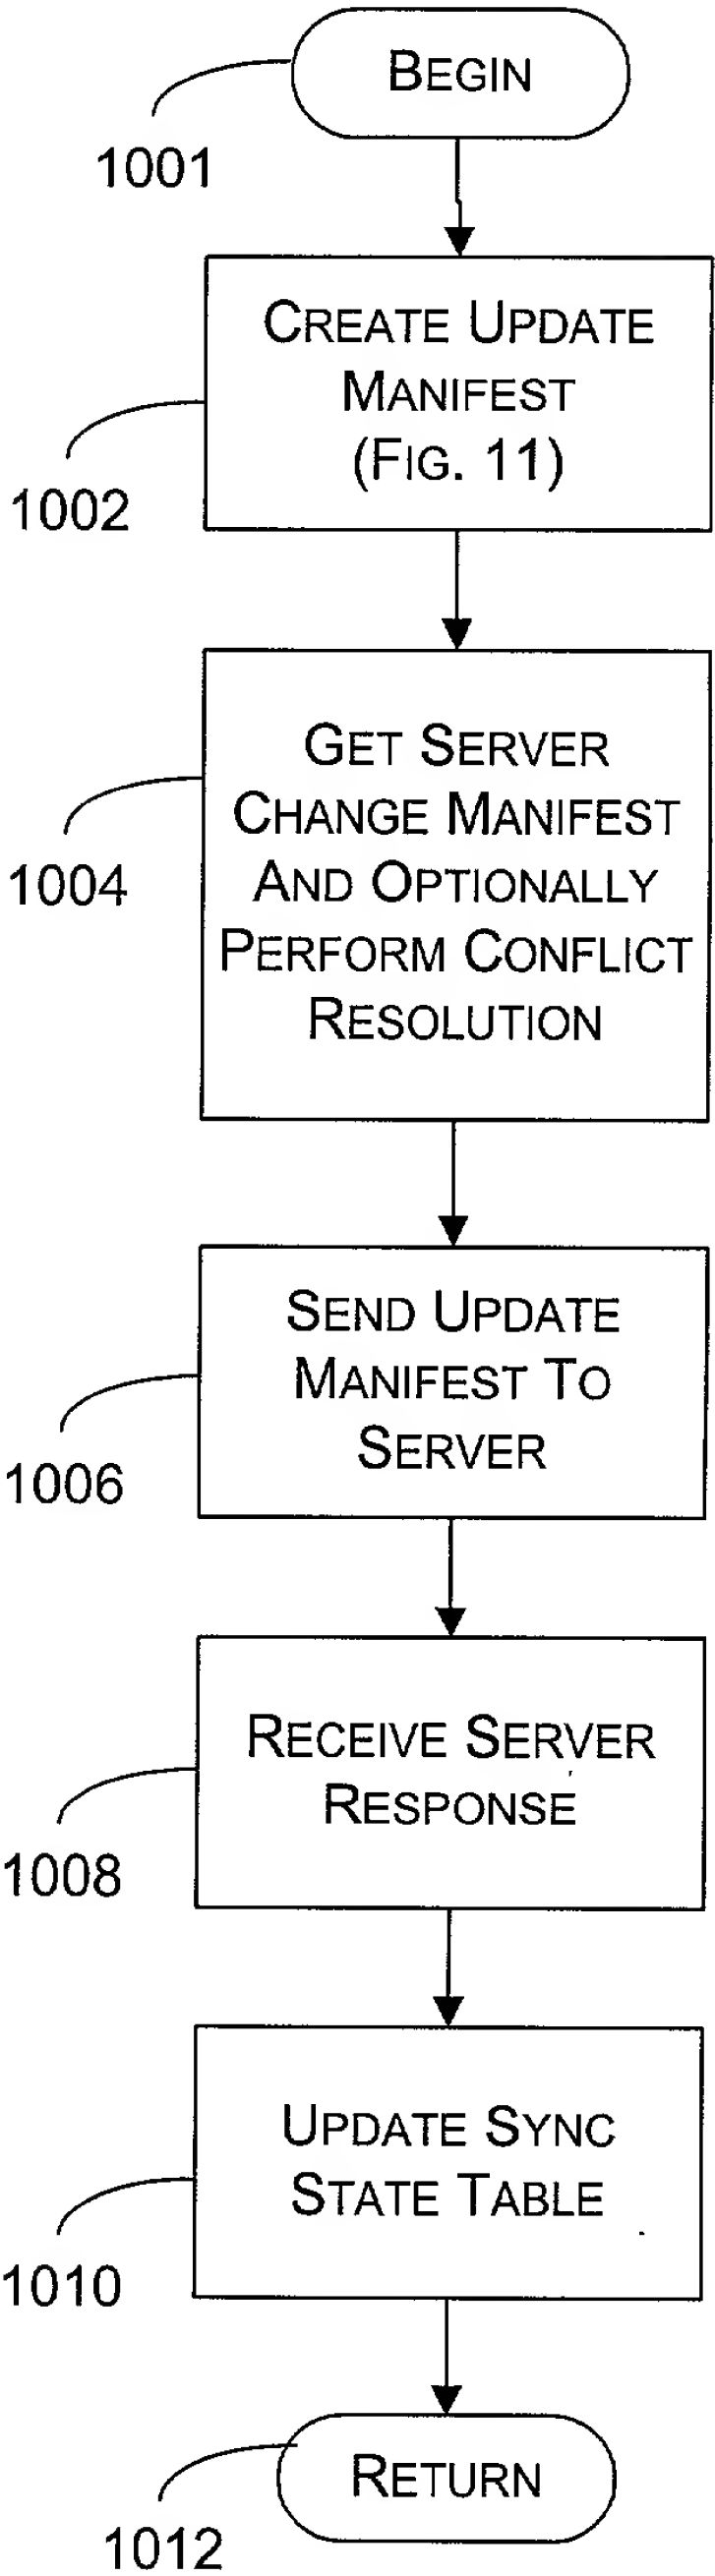 BEGIN
1001
CREATE UPDATE
MANIFEST
(FIG. 11)
1002
GET SERVER
CHANGE MANIFEST
AND OPTIONALLY
PERFORM CONFLICT
RESOLUTION
1004
SEND UPDATE
MANIFEST TO
SERVER
1006
RECEIVE SERVER
RESPONSE
1008
UPDATE SYNC
STATE TABLE
1010
RETURN
1012